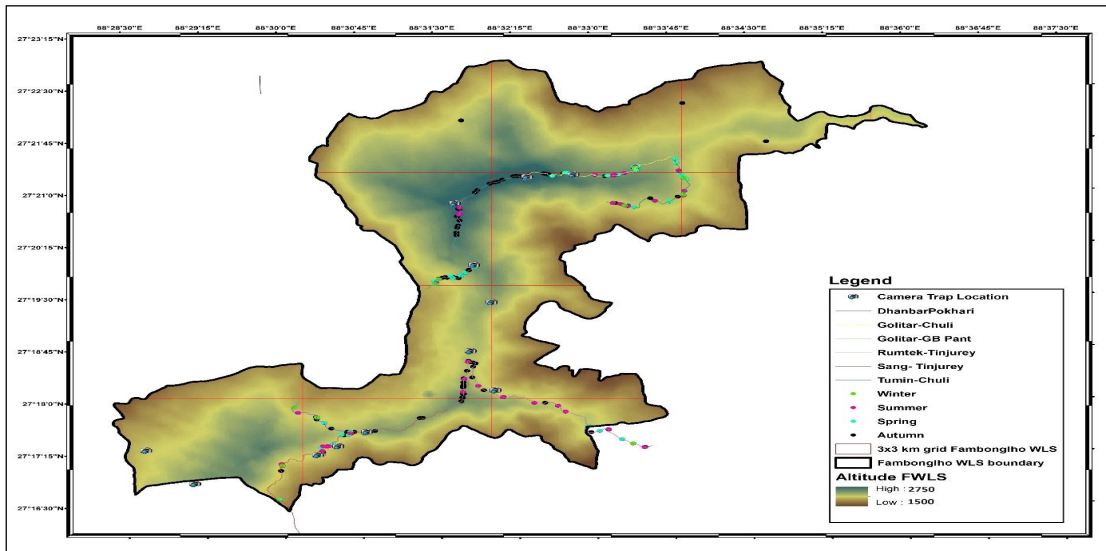 88°28'30"E 88°29'15"E 88°30'0"E 88°30'45"E 88°31'30"E 88°32'15"E 88°33'0"E 88°33'45"E 88°34'30"E 88°35'15"E 88°36'0"E 88°36'45"E 88°37'30"E
27°23'15"N
27°22'30"N
27°21'45"N
27°21'0"N
27°20'15"N
27°19'30"N
27°18'45"N
27°18'0"N
27°17'15"N
27°16'30"N
Legend
Camera Trap Location
DhanbarPokhari
Golitar-Chuli
Golitar-GB Pant
Rumtek-Tinjurey
Sang- Tinjurey
Tumin-Chuli
Winter
Summer
Spring
Autumn
3x3 km grid Fambonglho WLS
Fambonglho WLS boundary
Altitude FWLS
High : 2750
Low : 1500